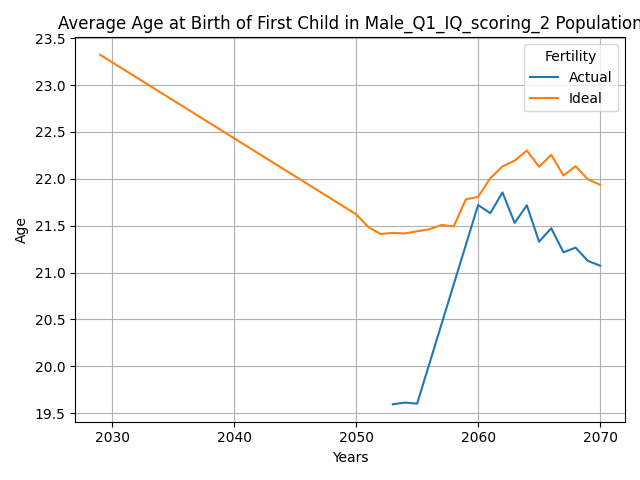 Average Age at Birth of First Child in Male_Q1_IQ_scoring_2 Population
23.5
23.0
22.5
22.0
21.5
21.0
20.5
20.0
19.5
Age
Fertility
Actual
Ideal
2030 2040 2050 2060 2070
Years